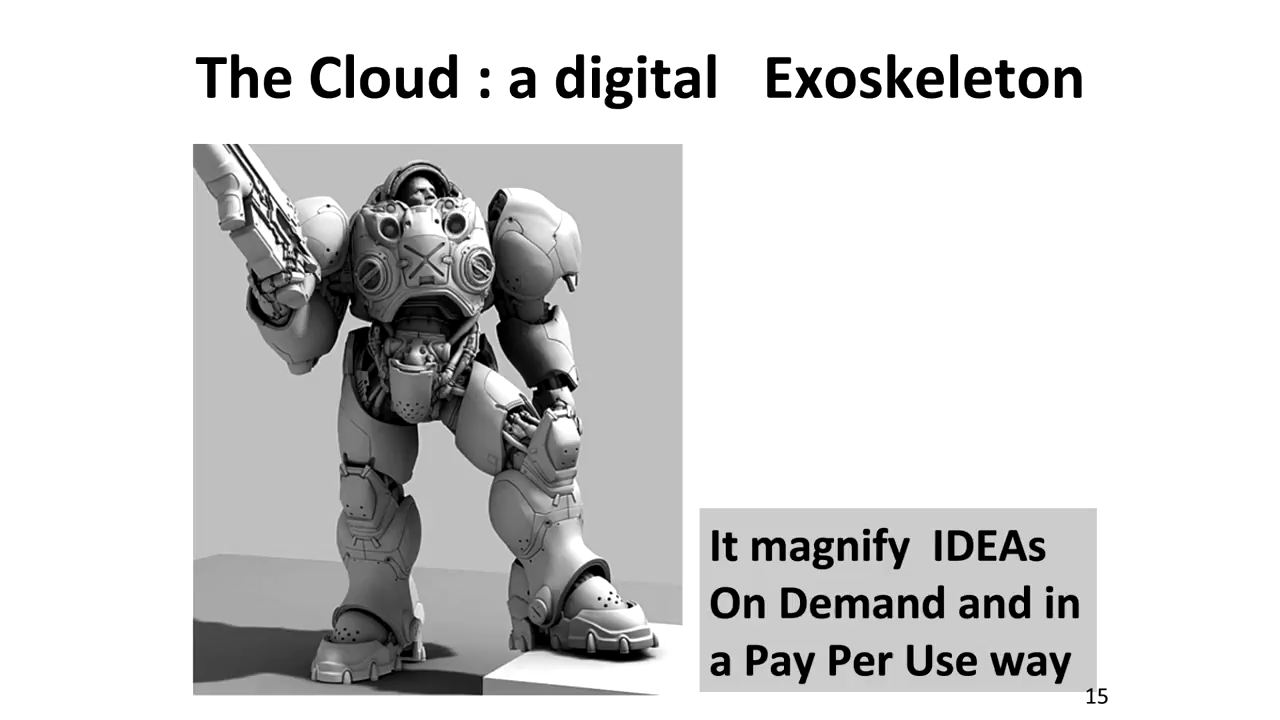 The Cloud : a digital Exoskeleton
It magnify IDEAs
On Demand and in
a Pay Per Use way
15